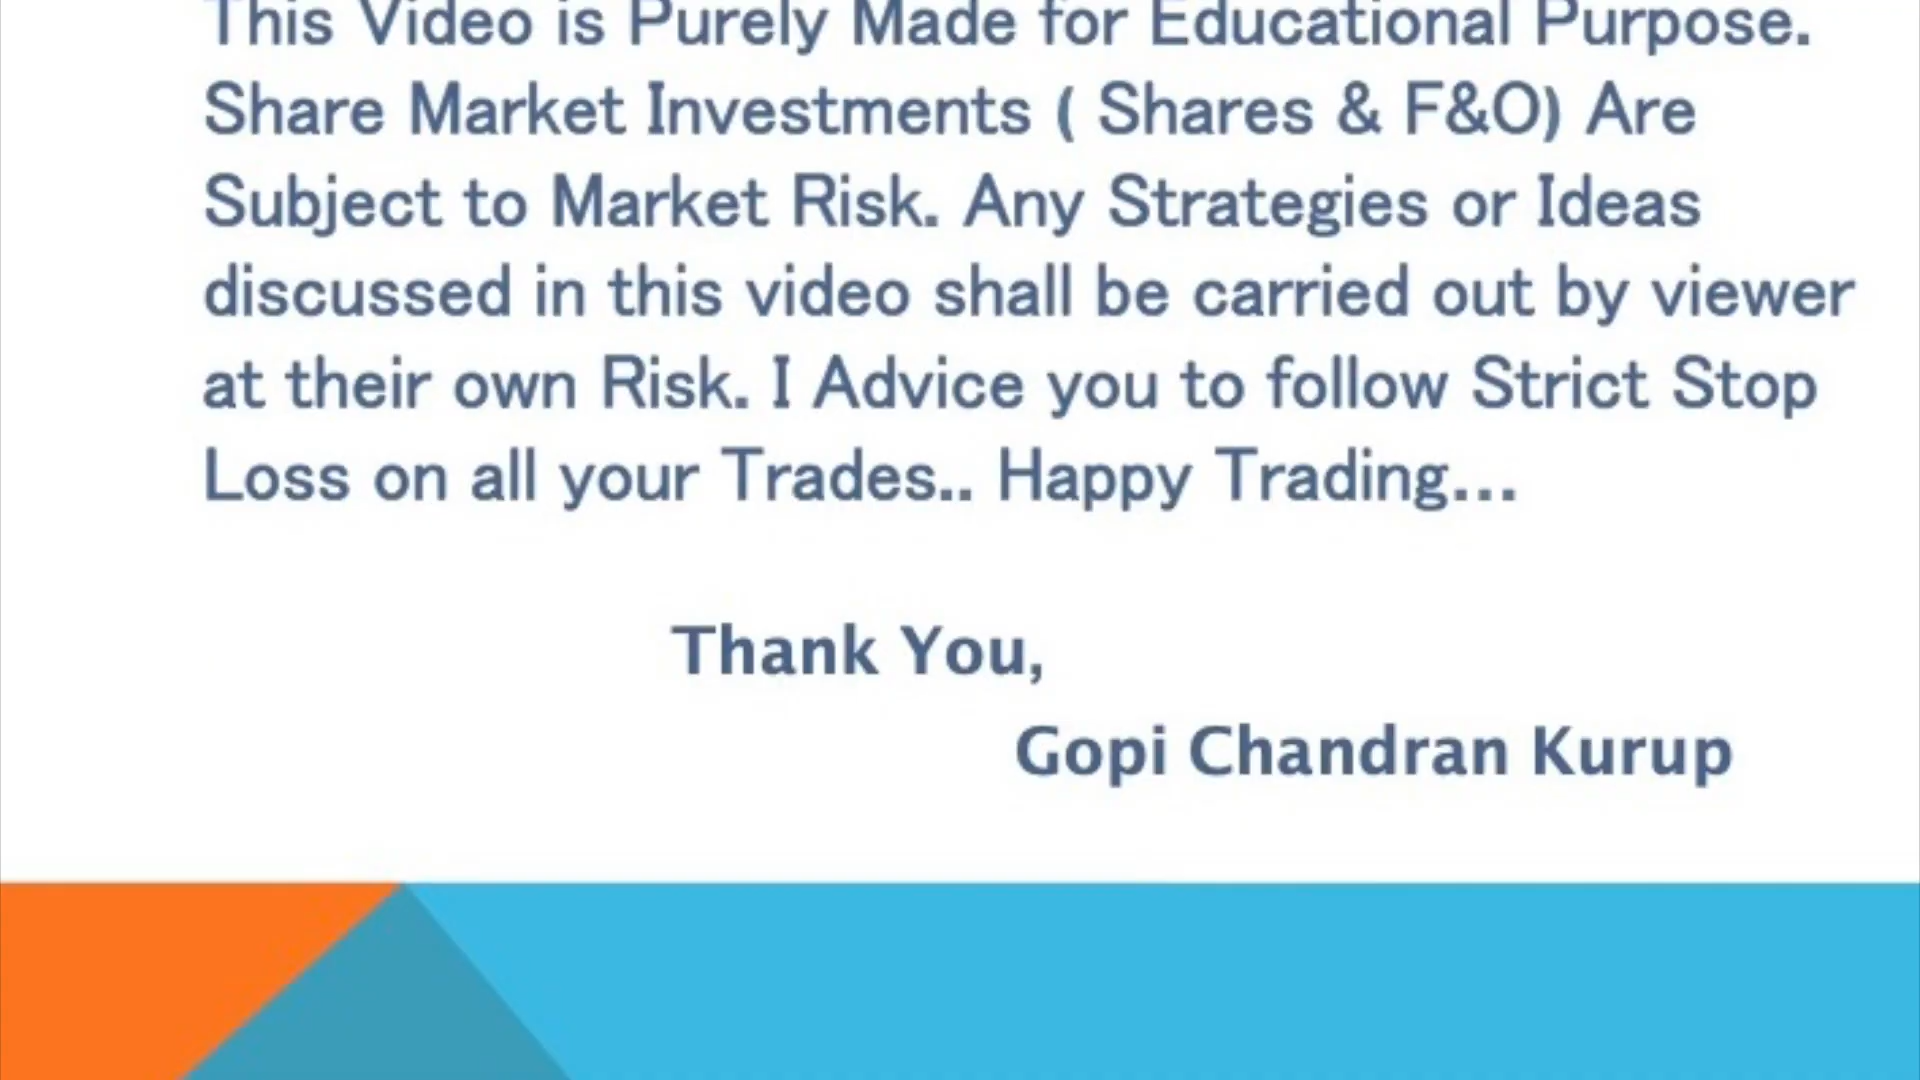 This Video is Purely Made for Educational Purpose.
Share Market Investments ( Shares & F&O) Are
Subject to Market Risk. Any Strategies or Ideas
discussed in this video shall be carried out by viewer
at their own Risk. I Advice you to follow Strict Stop
Loss on all your Trades.. Happy Trading...
Thank You,
Gopi Chandran Kurup